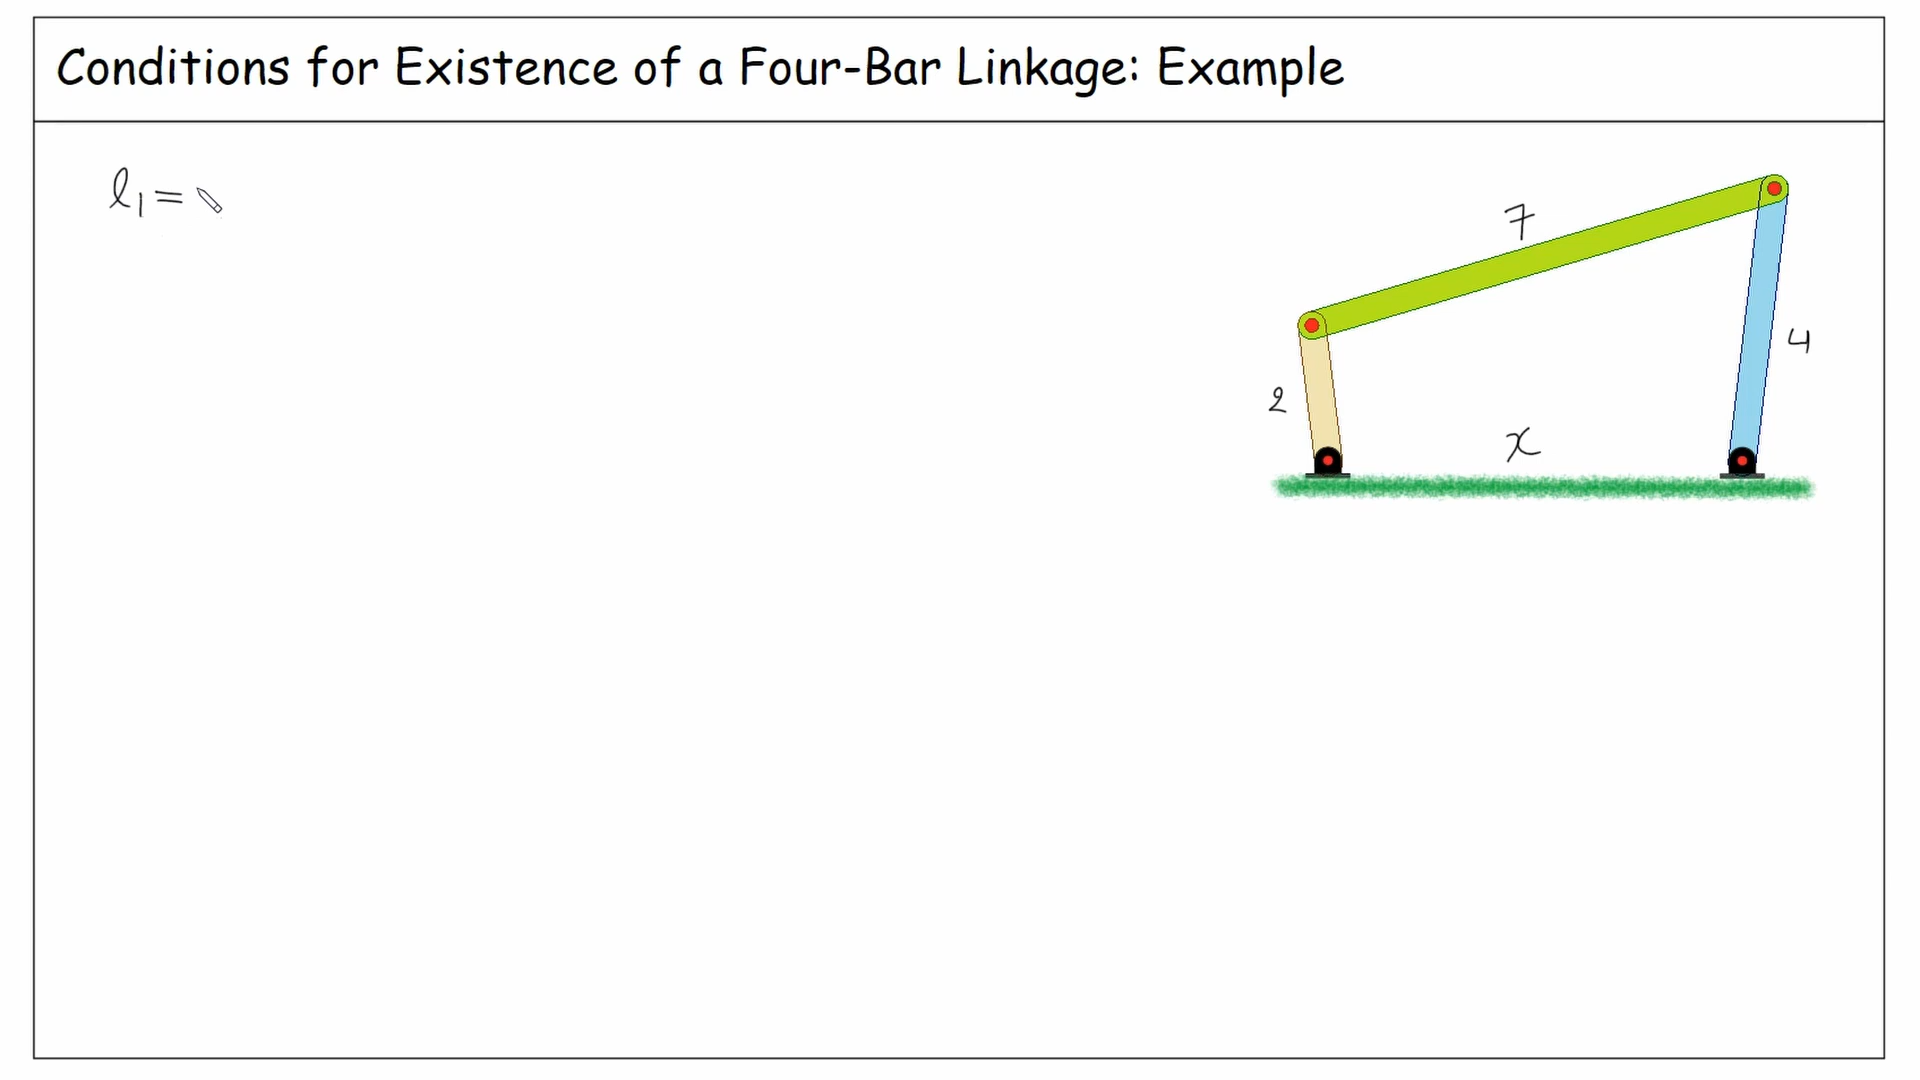 Conditions for Existence of a Four-Bar Linkage: Example
l₁=
7
4
2
x